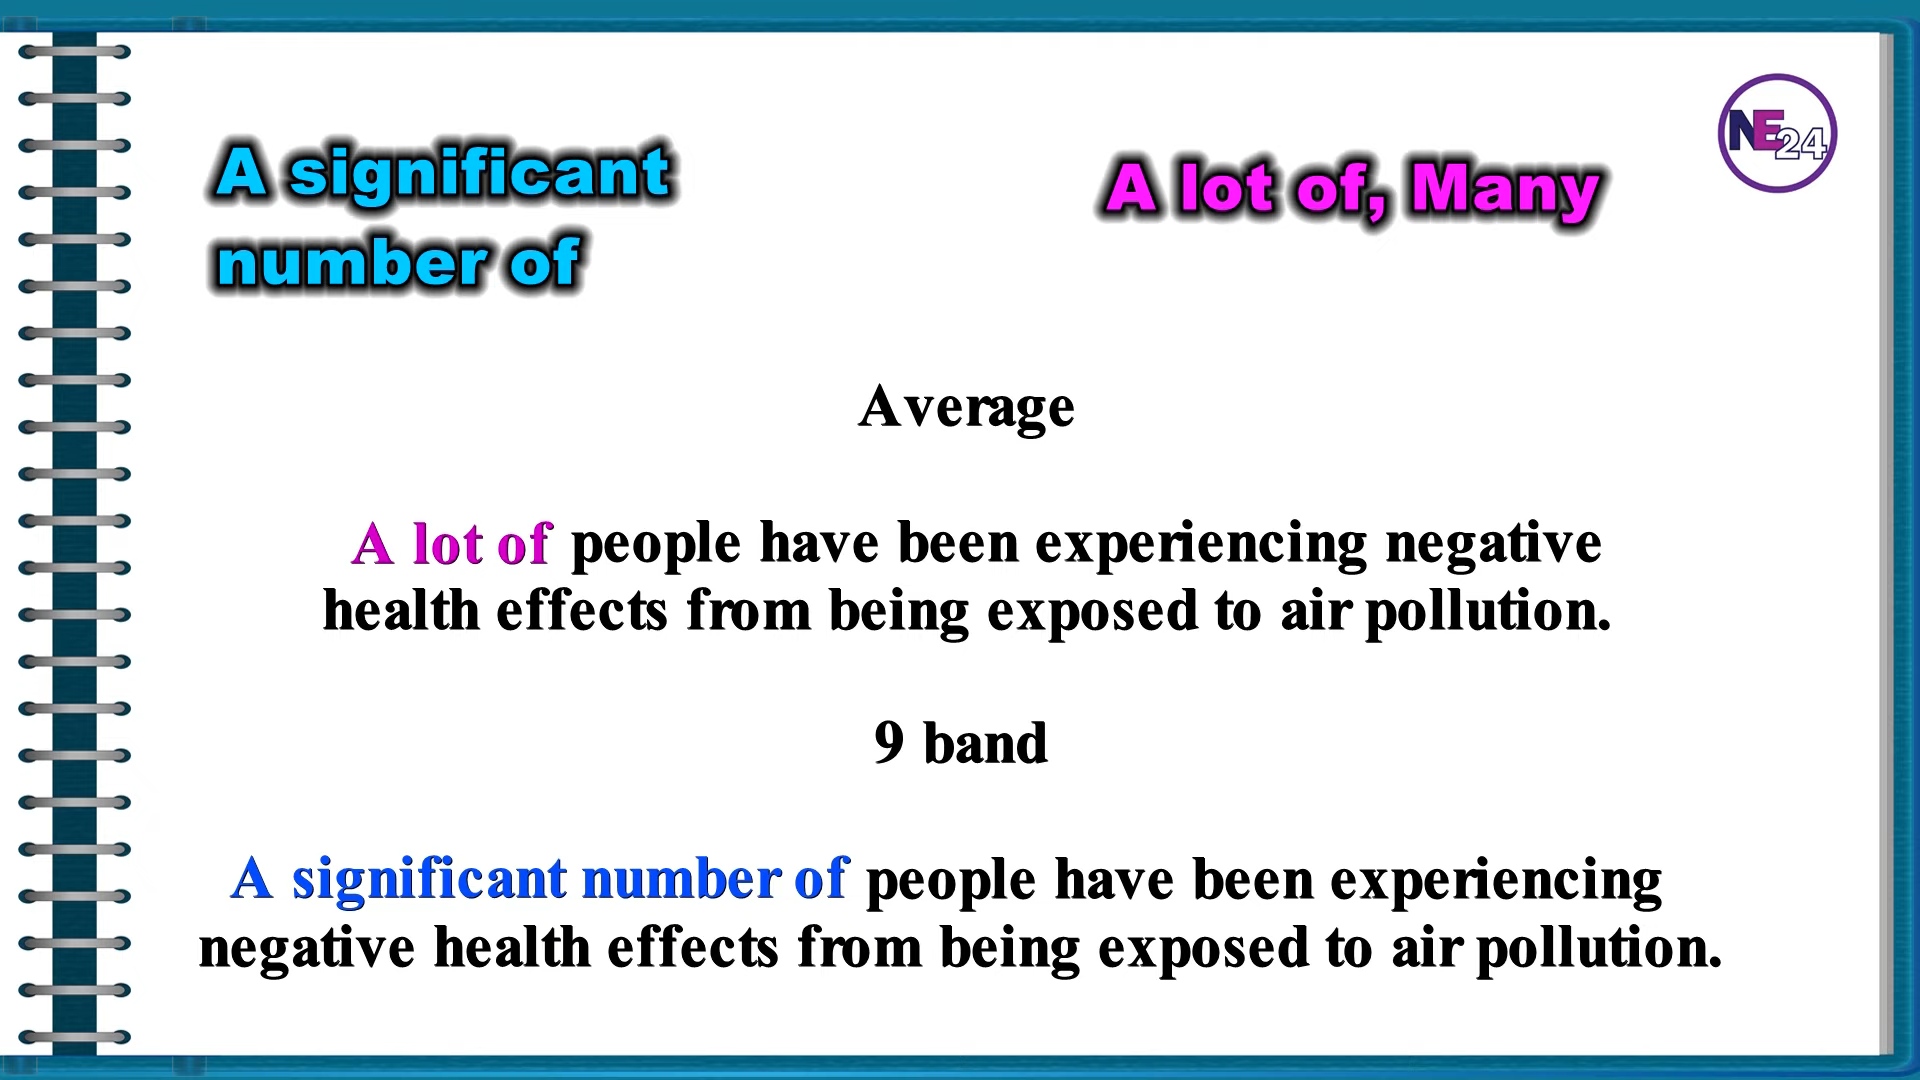 A significant
number of
A lot of, Many
NE24
Average
A lot of people have been experiencing negative
health effects from being exposed to air pollution.
9 band
A significant number of people have been experiencing
negative health effects from being exposed to air pollution.